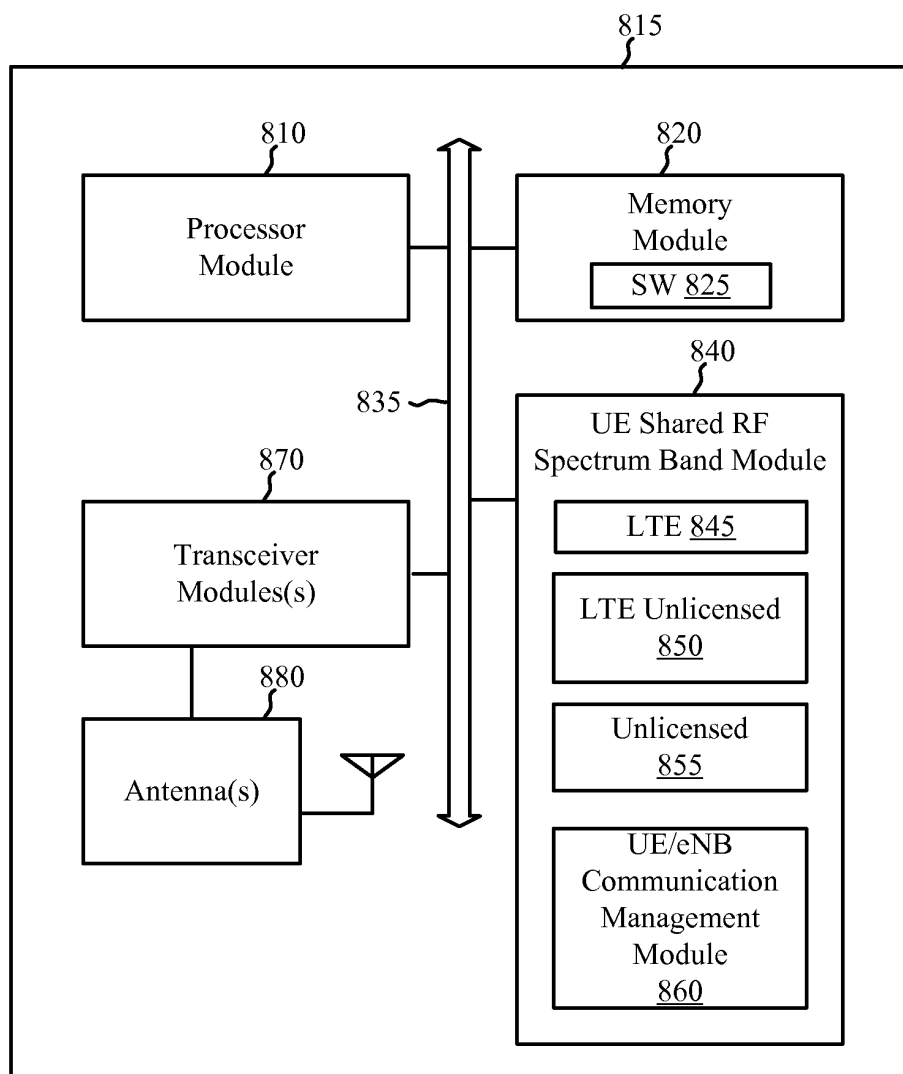 815
810
Processor
Module
820
Memory
Module
SW 825
835
840
UE Shared RF
Spectrum Band Module
LTE 845
LTE Unlicensed
850
Unlicensed
855
UE/eNB
Communication
Management
Module
860
870
Transceiver
Modules(s)
880
Antenna(s)